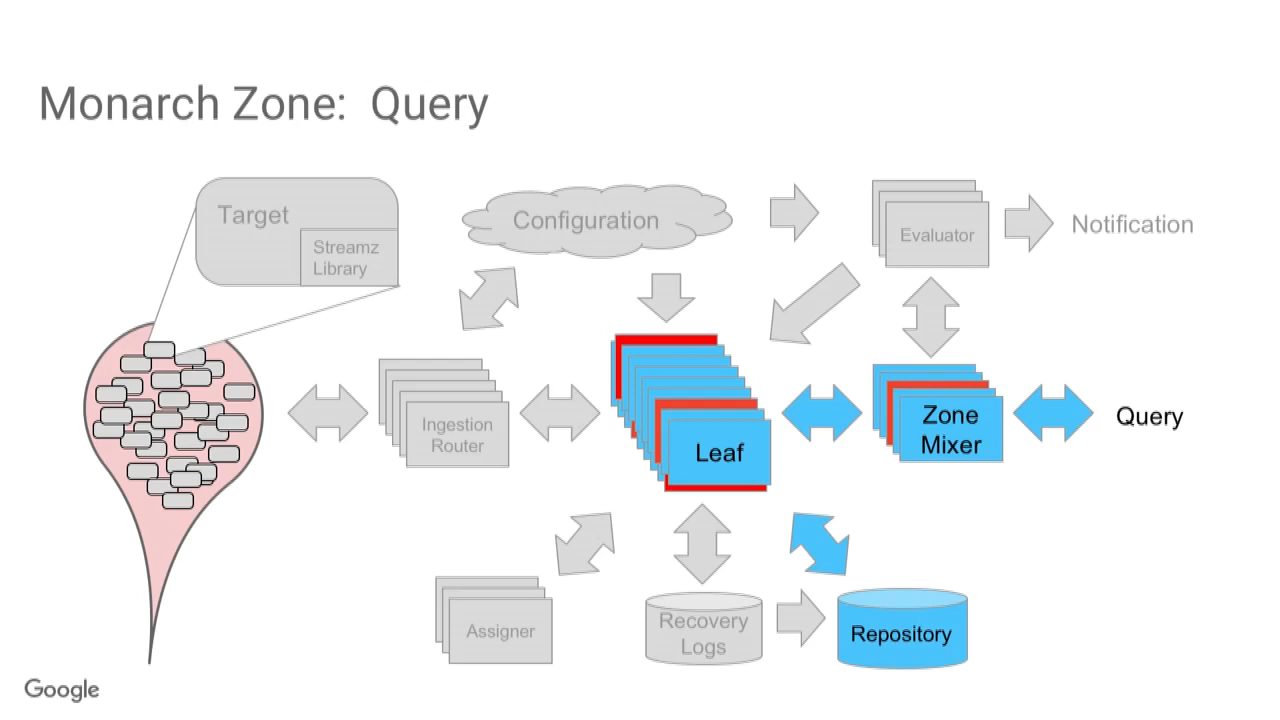 Monarch Zone:  Query
Target
Streamz
Library
Configuration
Evaluator
Notification
Ingestion
Router
Leaf
Zone
Mixer
Query
Assigner
Recovery
Logs
Repository
Google